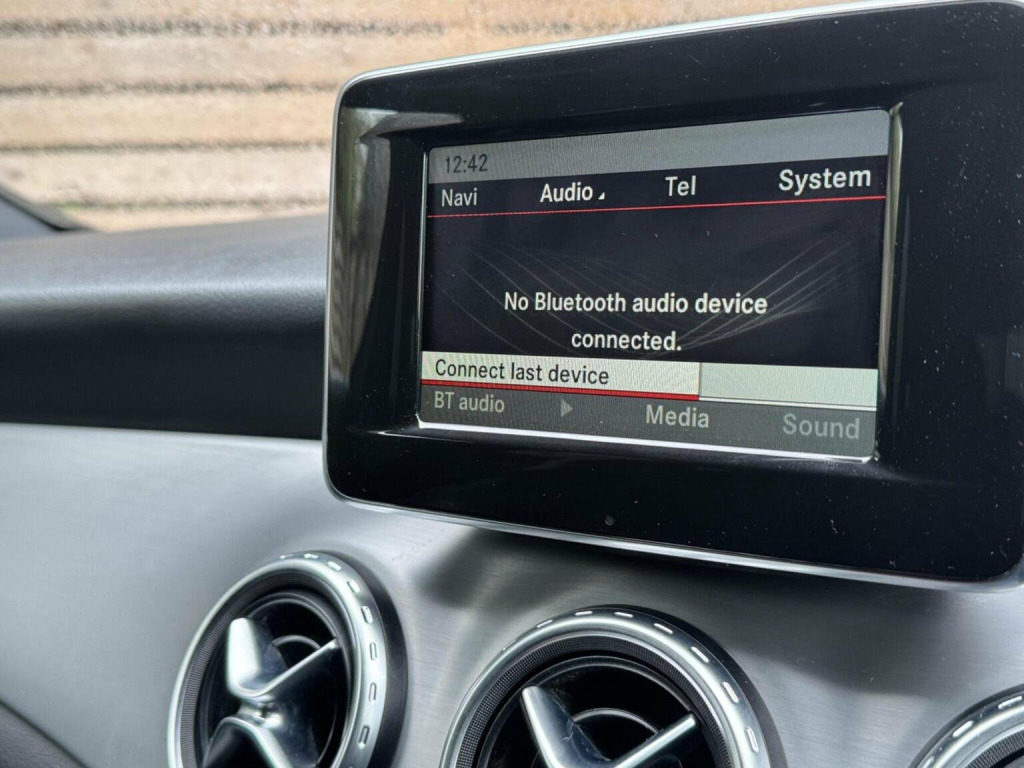 12:42
Navi Audio Tel System
No Bluetooth audio device
connected.
Connect last device
BT audio Media Sound